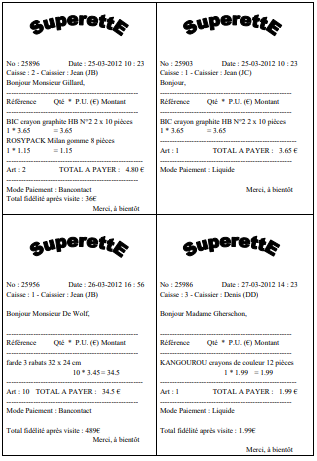 SuperettE
No : 25896 Date : 25-03-2012 10 : 23
Caisse : 2 - Caissier : Jean (JB)
Bonjour Monsieur Gillard,
Référence Qté * P.U. (€) Montant
BIC crayon graphite HB N°2 2 x 10 pièces
1 * 3.65 = 3.65
ROSYPACK Milan gomme 8 pièces
1 * 1.15 = 1.15
Art : 2 TOTAL A PAYER : 4.80 €
Mode Paiement : Bancontact
Total fidélité après visite : 36€
Merci, à bientôt
SuperettE
No : 25903 Date : 25-03-2012 10 : 23
Caisse : 1 - Caissier : Jean (JC)
Bonjour,
Référence Qté * P.U. (€) Montant
BIC crayon graphite HB N°2 2 x 10 pièces
1 * 3.65 = 3.65
Art : 1 TOTAL A PAYER : 3.65 €
Mode Paiement : Liquide
Merci, à bientôt
SuperettE
No : 25956 Date : 26-03-2012 16 : 56
Caisse : 1 - Caissier : Jean (JB)
Bonjour Monsieur De Wolf,
Référence Qté * P.U. (€) Montant
farde 3 rabats 32 x 24 cm
10 * 3.45 = 34.5
Art : 10 TOTAL A PAYER : 34.5 €
Mode Paiement : Bancontact
Total fidélité après visite : 489€
Merci, à bientôt
SuperettE
No : 25986 Date : 27-03-2012 14 : 23
Caisse : 3 - Caissier : Denis (DD)
Bonjour Madame Gherschon,
Référence Qté * P.U. (€) Montant
KANGOUROU crayons de couleur 12 pièces
1 * 1.99 = 1.99
Art : 1 TOTAL A PAYER : 1.99 €
Mode Paiement : Liquide
Total fidélité après visite : 1.99€
Merci, à bientôt